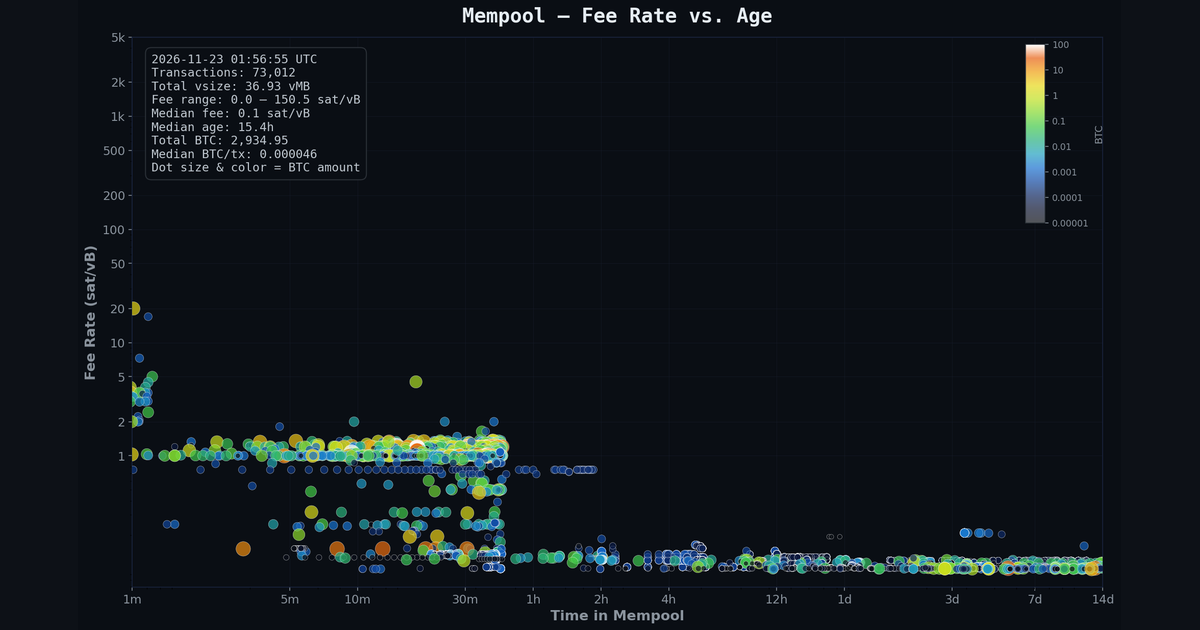 Mempool — Fee Rate vs. Age
5k
2k
1k
500
200
100
50
20
10
5
2
1
Fee Rate (sat/vB)
2026-11-23 01:56:55 UTC
Transactions: 73,012
Total vsize: 36.93 vMB
Fee range: 0.0 — 150.5 sat/vB
Median fee: 0.1 sat/vB
Median age: 15.4h
Total BTC: 2,934.95
Median BTC/tx: 0.000046
Dot size & color = BTC amount
100
10
1
0.1
0.01
0.001
0.0001
0.00001
BTC
1m 5m 10m 30m 1h 2h 4h 12h 1d 3d 7d 14d
Time in Mempool